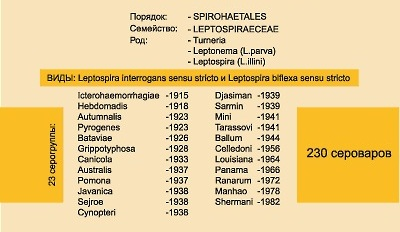 Порядок: - SPIROHAETALES
Семейство: - LEPTOSPIRAECEAE
Род: - Turneria
- Leptonema (L.parva)
- Leptospira (L.illini)
ВИДЫ: Leptospira interrogans sensu stricto и Leptospira biflexa sensu stricto
23 серогруппы:
Icterohaemorrhagiae -1915
Hebdomadis -1918
Autumnalis -1923
Pyrogenes -1923
Bataviae -1926
Grippotyphosa -1928
Canicola -1933
Australis -1937
Pomona -1937
Javanica -1938
Sejroe -1938
Cynopteri -1938
Djasiman -1939
Sarmin -1939
Mini -1941
Tarassovi -1941
Ballum -1944
Celledoni -1956
Louisiana -1964
Panama -1966
Ranarum -1972
Manhao -1978
Shermani -1982
230 сероваров